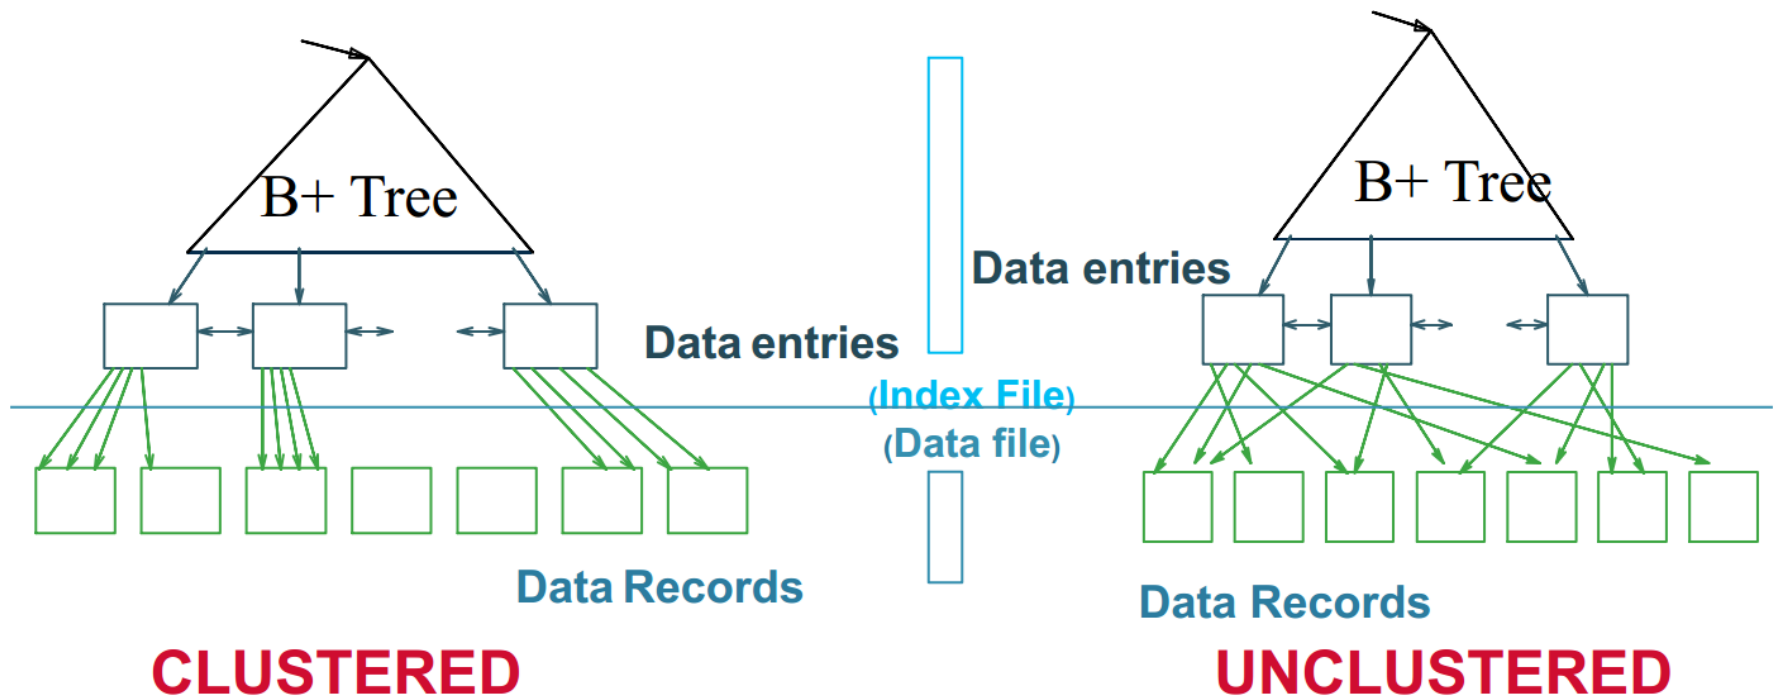 B+ Tree
B+ Tree
Data entries
Data entries
(Index File)
(Data file)
Data Records
Data Records
CLUSTERED
UNCLUSTERED